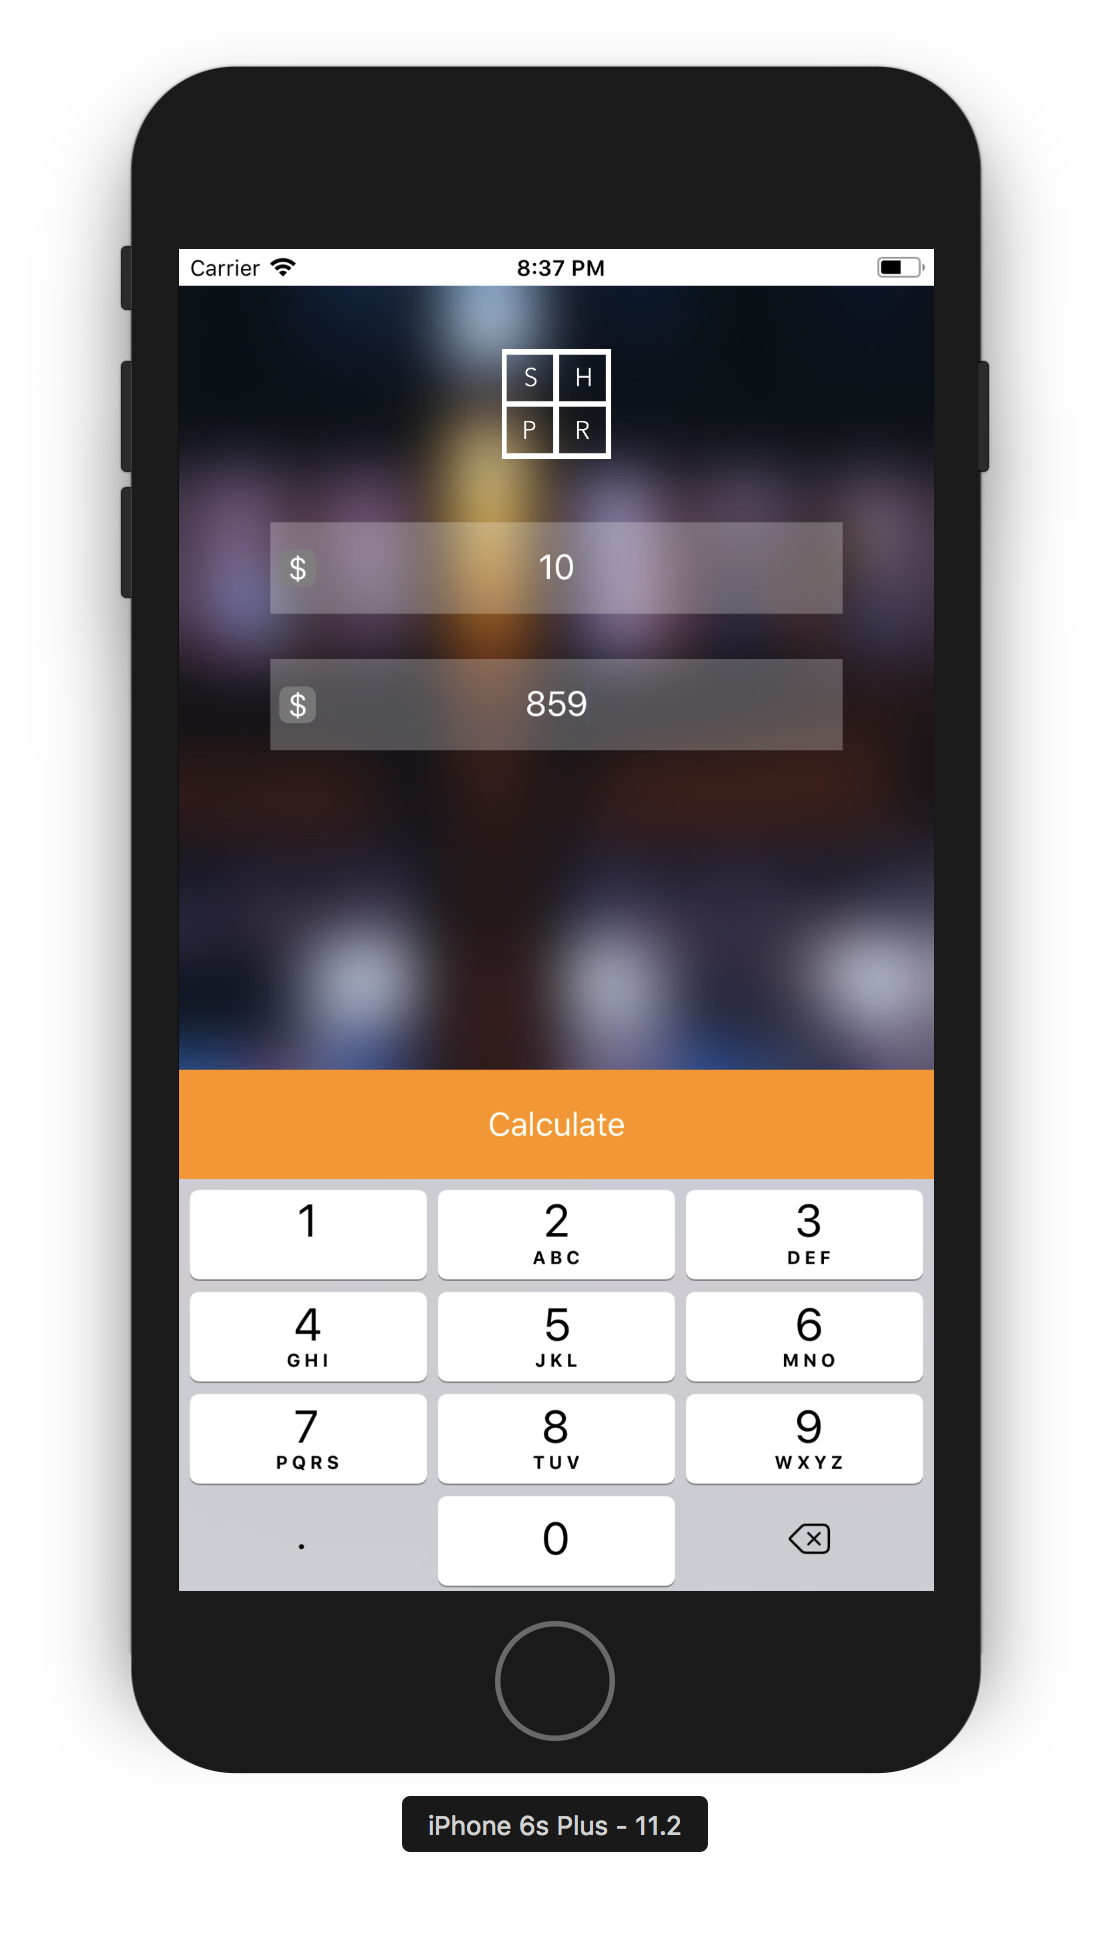 Carrier 8:37 PM
S H
P R
$ 10
$ 859
Calculate
1 2 3
ABC DEF
4 5 6
GHI JKL MNO
7 8 9
PQRS TUV WXYZ
. 0
iPhone 6s Plus - 11.2